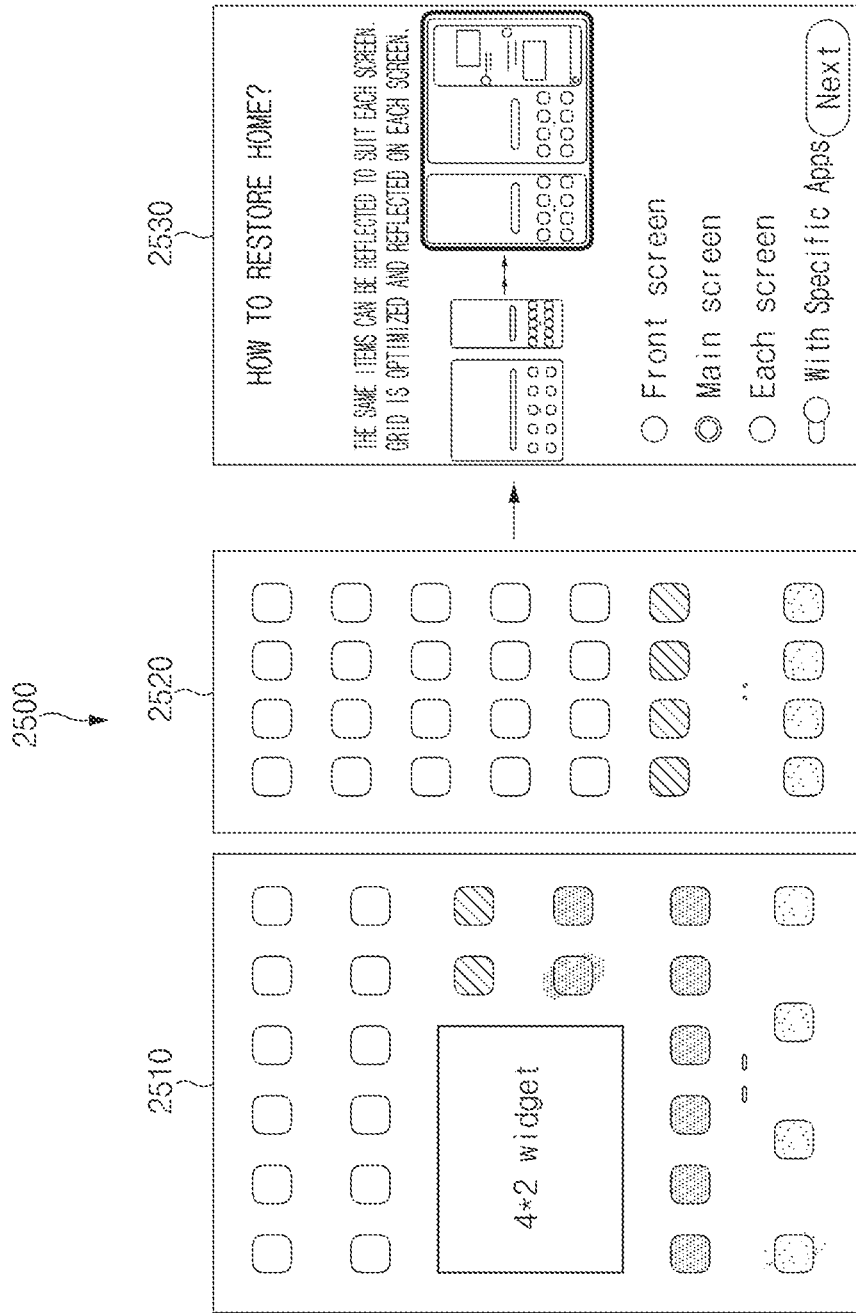 2500
2510
2520
2530
4*2 widget
HOW TO RESTORE HOME?
THE SAME ITEMS CAN BE REFLECTED TO SUIT EACH SCREEN.
GRID IS OPTIMIZED AND REFLECTED ON EACH SCREEN.
Front screen
Main screen
Each screen
With Specific Apps
Next